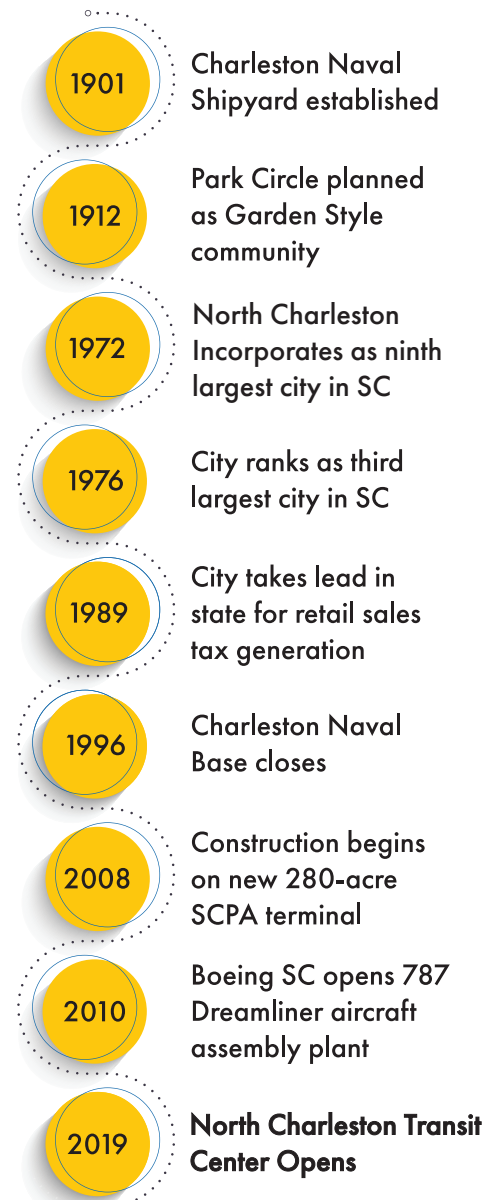 1901
Charleston Naval
Shipyard established
1912
Park Circle planned
as Garden Style
community
1972
North Charleston
Incorporates as ninth
largest city in SC
1976
City ranks as third
largest city in SC
1989
City takes lead in
state for retail sales
tax generation
1996
Charleston Naval
Base closes
2008
Construction begins
on new 280-acre
SCPA terminal
2010
Boeing SC opens 787
Dreamliner aircraft
assembly plant
2019
North Charleston Transit
Center Opens